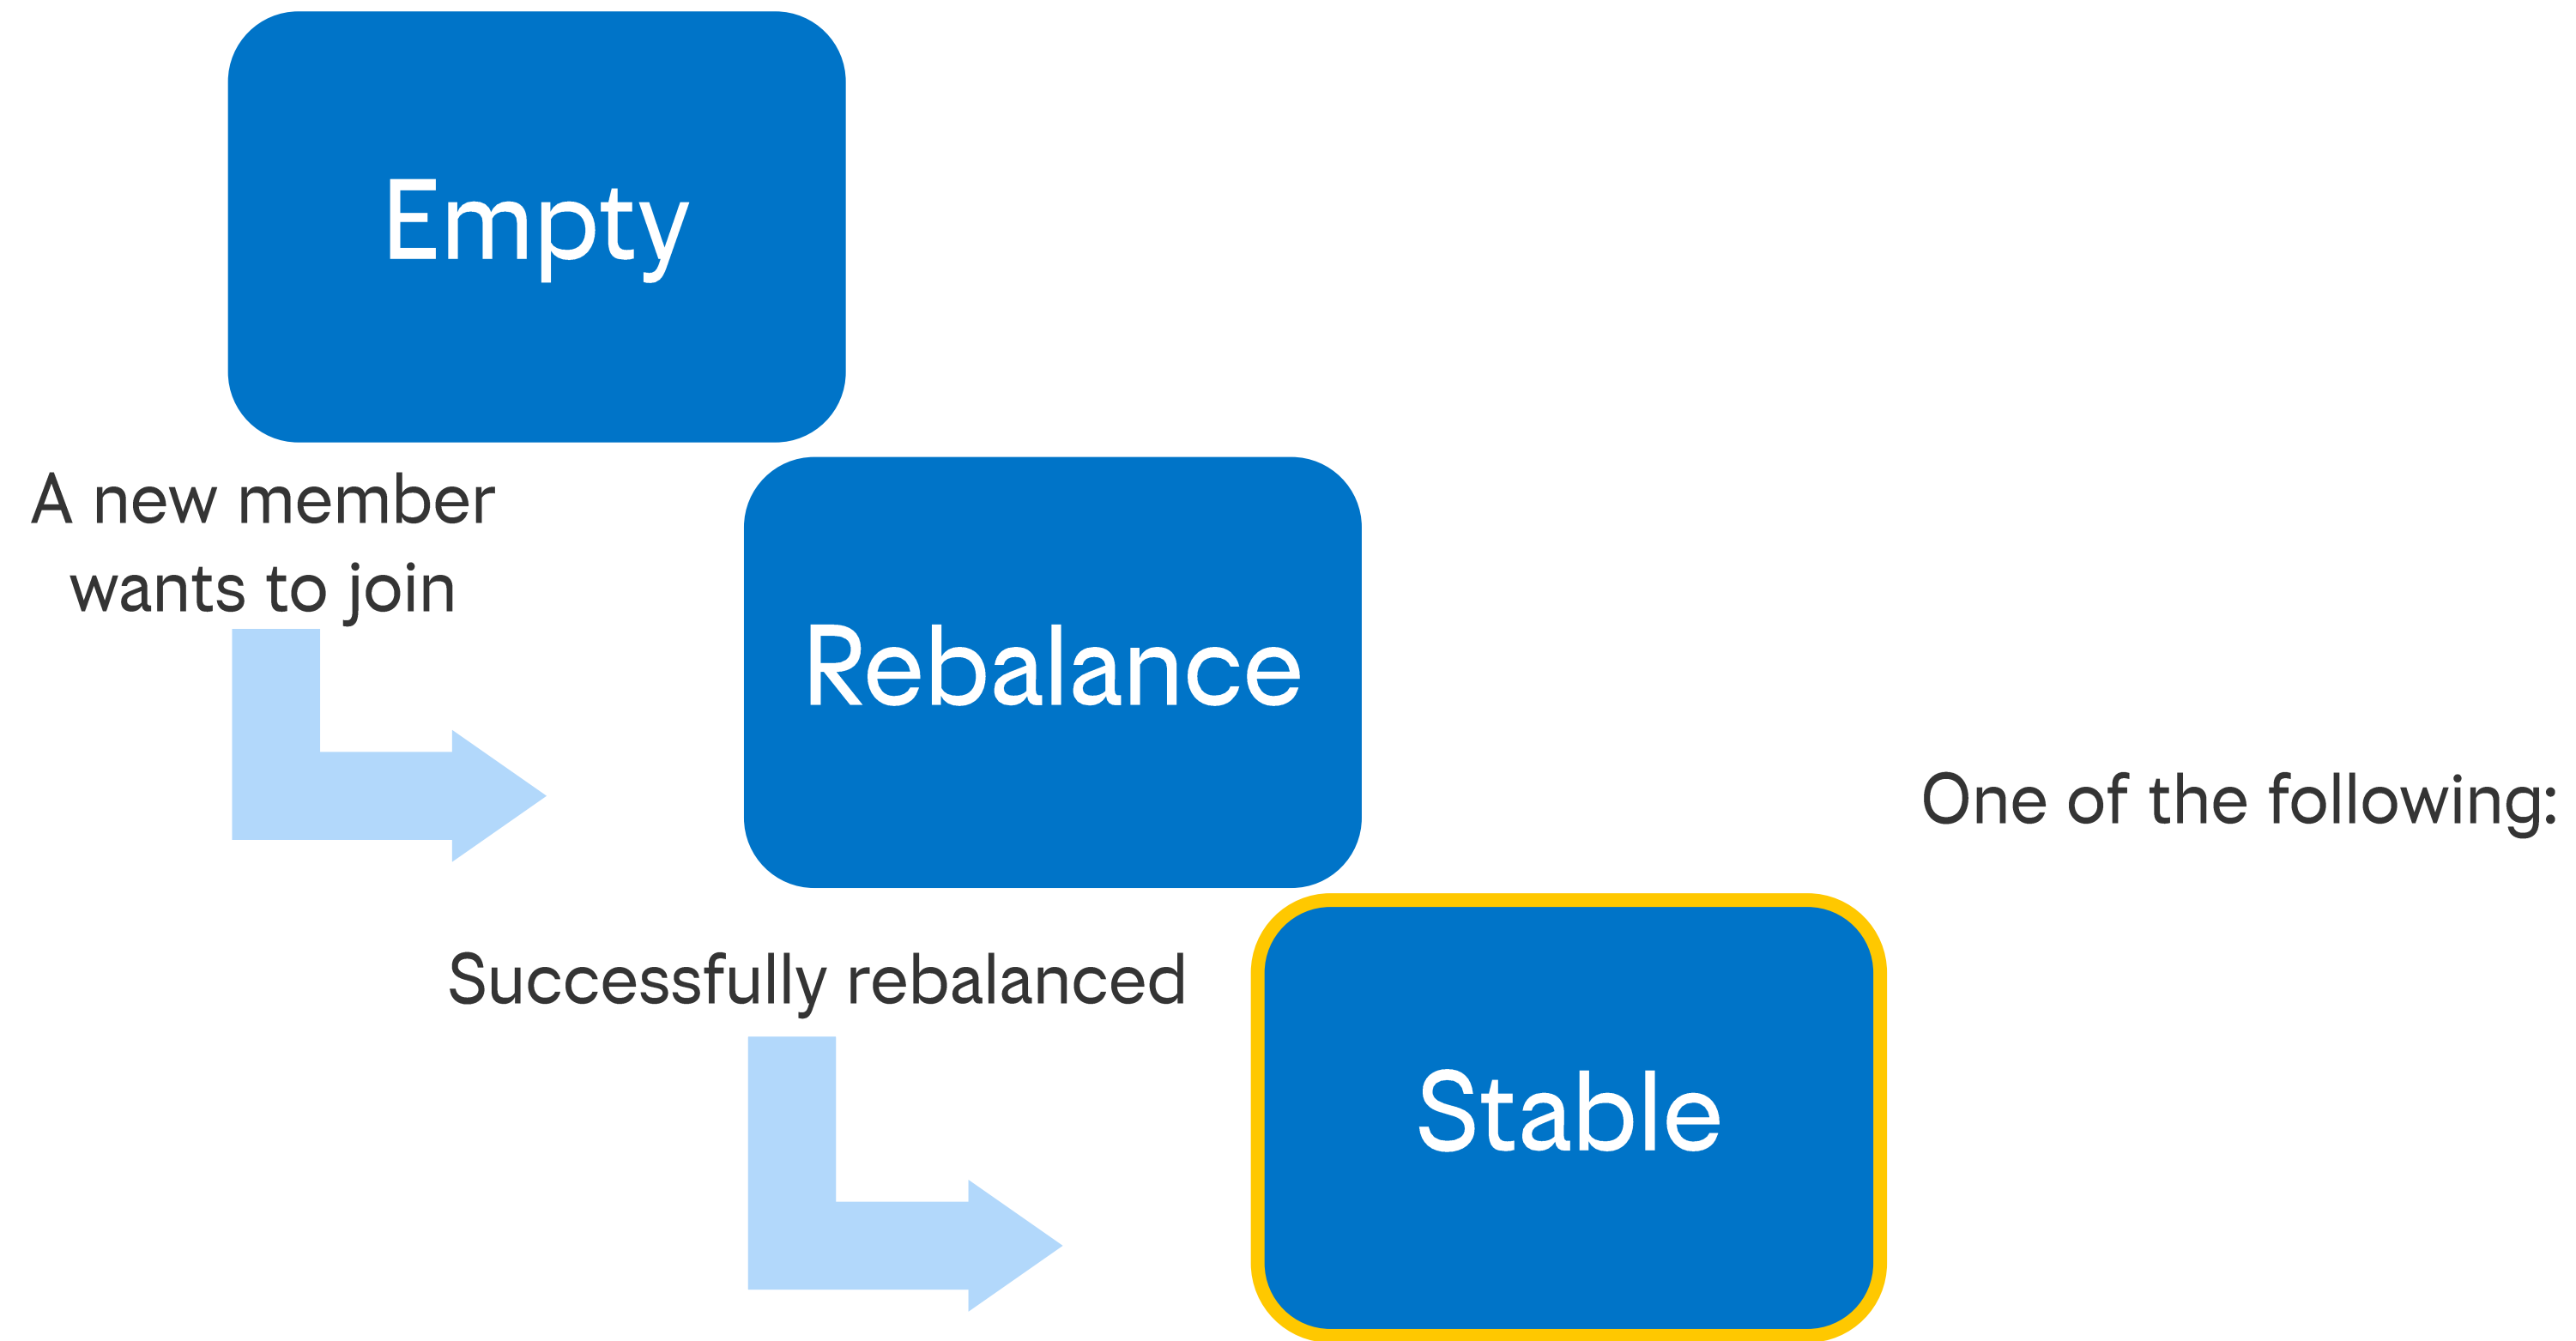 Empty
A new member
wants to join
Rebalance
One of the following:
Successfully rebalanced
Stable